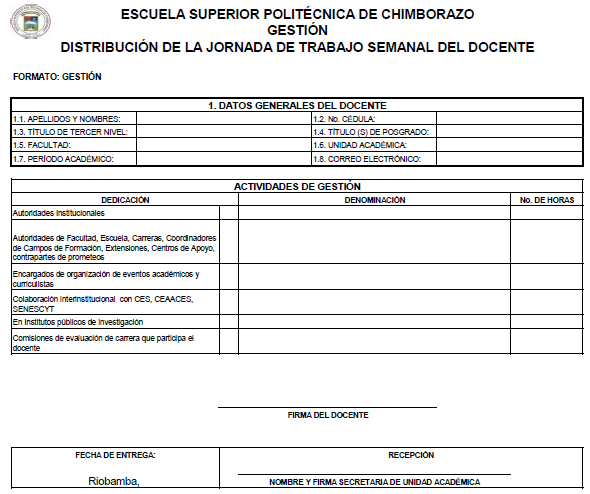 ESCUELA SUPERIOR POLITÉCNICA DE CHIMBORAZO
GESTIÓN
DISTRIBUCIÓN DE LA JORNADA DE TRABAJO SEMANAL DEL DOCENTE
FORMATO: GESTIÓN
1. DATOS GENERALES DEL DOCENTE
1.1. APELLIDOS Y NOMBRES: 1.2. No. CÉDULA:
1.3. TÍTULO DE TERCER NIVEL: 1.4. TÍTULO (S) DE POSGRADO:
1.5. FACULTAD: 1.6. UNIDAD ACADÉMICA:
1.7. PERÍODO ACADÉMICO: 1.8. CORREO ELECTRÓNICO:
ACTIVIDADES DE GESTIÓN
DEDICACIÓN DENOMINACIÓN No. DE HORAS
Autoridades Institucionales
Autoridades de Facultad, Escuela, Carreras, Coordinadores
de Campos de Formación, Extensiones, Centros de Apoyo,
contrapartes de prometeos
Encargados de organización de eventos académicos y
curriculistas
Colaboración Interinstitucional con CES, CEAACES,
SENESCYT
En Institutos públicos de Investigación
Comisiones de evaluación de carrera que participa el
docente
FIRMA DEL DOCENTE
FECHA DE ENTREGA: RECEPCIÓN
Riobamba,
NOMBRE Y FIRMA SECRETARIA DE UNIDAD ACADÉMICA